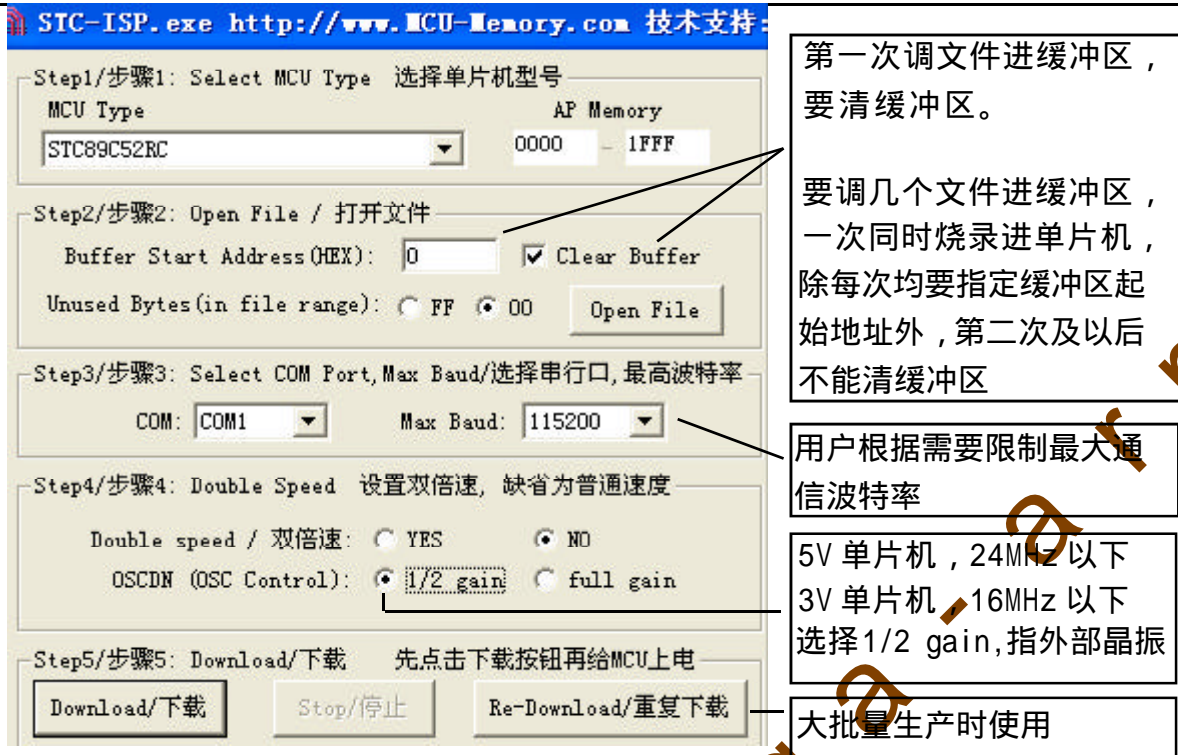 STC-ISP.exe http://www.MCU-Memory.com 技术支持:
Step1/步骤1: Select MCU Type 选择单片机型号
MCU Type AP Memory
STC89C52RC 0000 - 1FFF
Step2/步骤2: Open File / 打开文件
Buffer Start Address(HEX): 0 Clear Buffer
Unused Bytes(in file range): FF 00 Open File
Step3/步骤3: Select COM Port,Max Baud/选择串行口,最高波特率
COM: COM1 Max Baud: 115200
Step4/步骤4: Double Speed 设置双倍速, 缺省为普通速度
Double speed / 双倍速: YES NO
OSCDN (OSC Control): 1/2 gain full gain
Step5/步骤5: Download/下载 先点击下载按钮再给MCU上电
Download/下载 Stop/停止 Re-Download/重复下载
第一次调文件进缓冲区，
要清缓冲区。
要调几个文件进缓冲区，
一次同时烧录进单片机，
除每次均要指定缓冲区起
始地址外，第二次及以后
不能清缓冲区
用户根据需要限制最大通
信波特率
5V 单片机，24MHz 以下
3V 单片机，16MHz 以下
选择1/2 gain,指外部晶振
大批量生产时使用